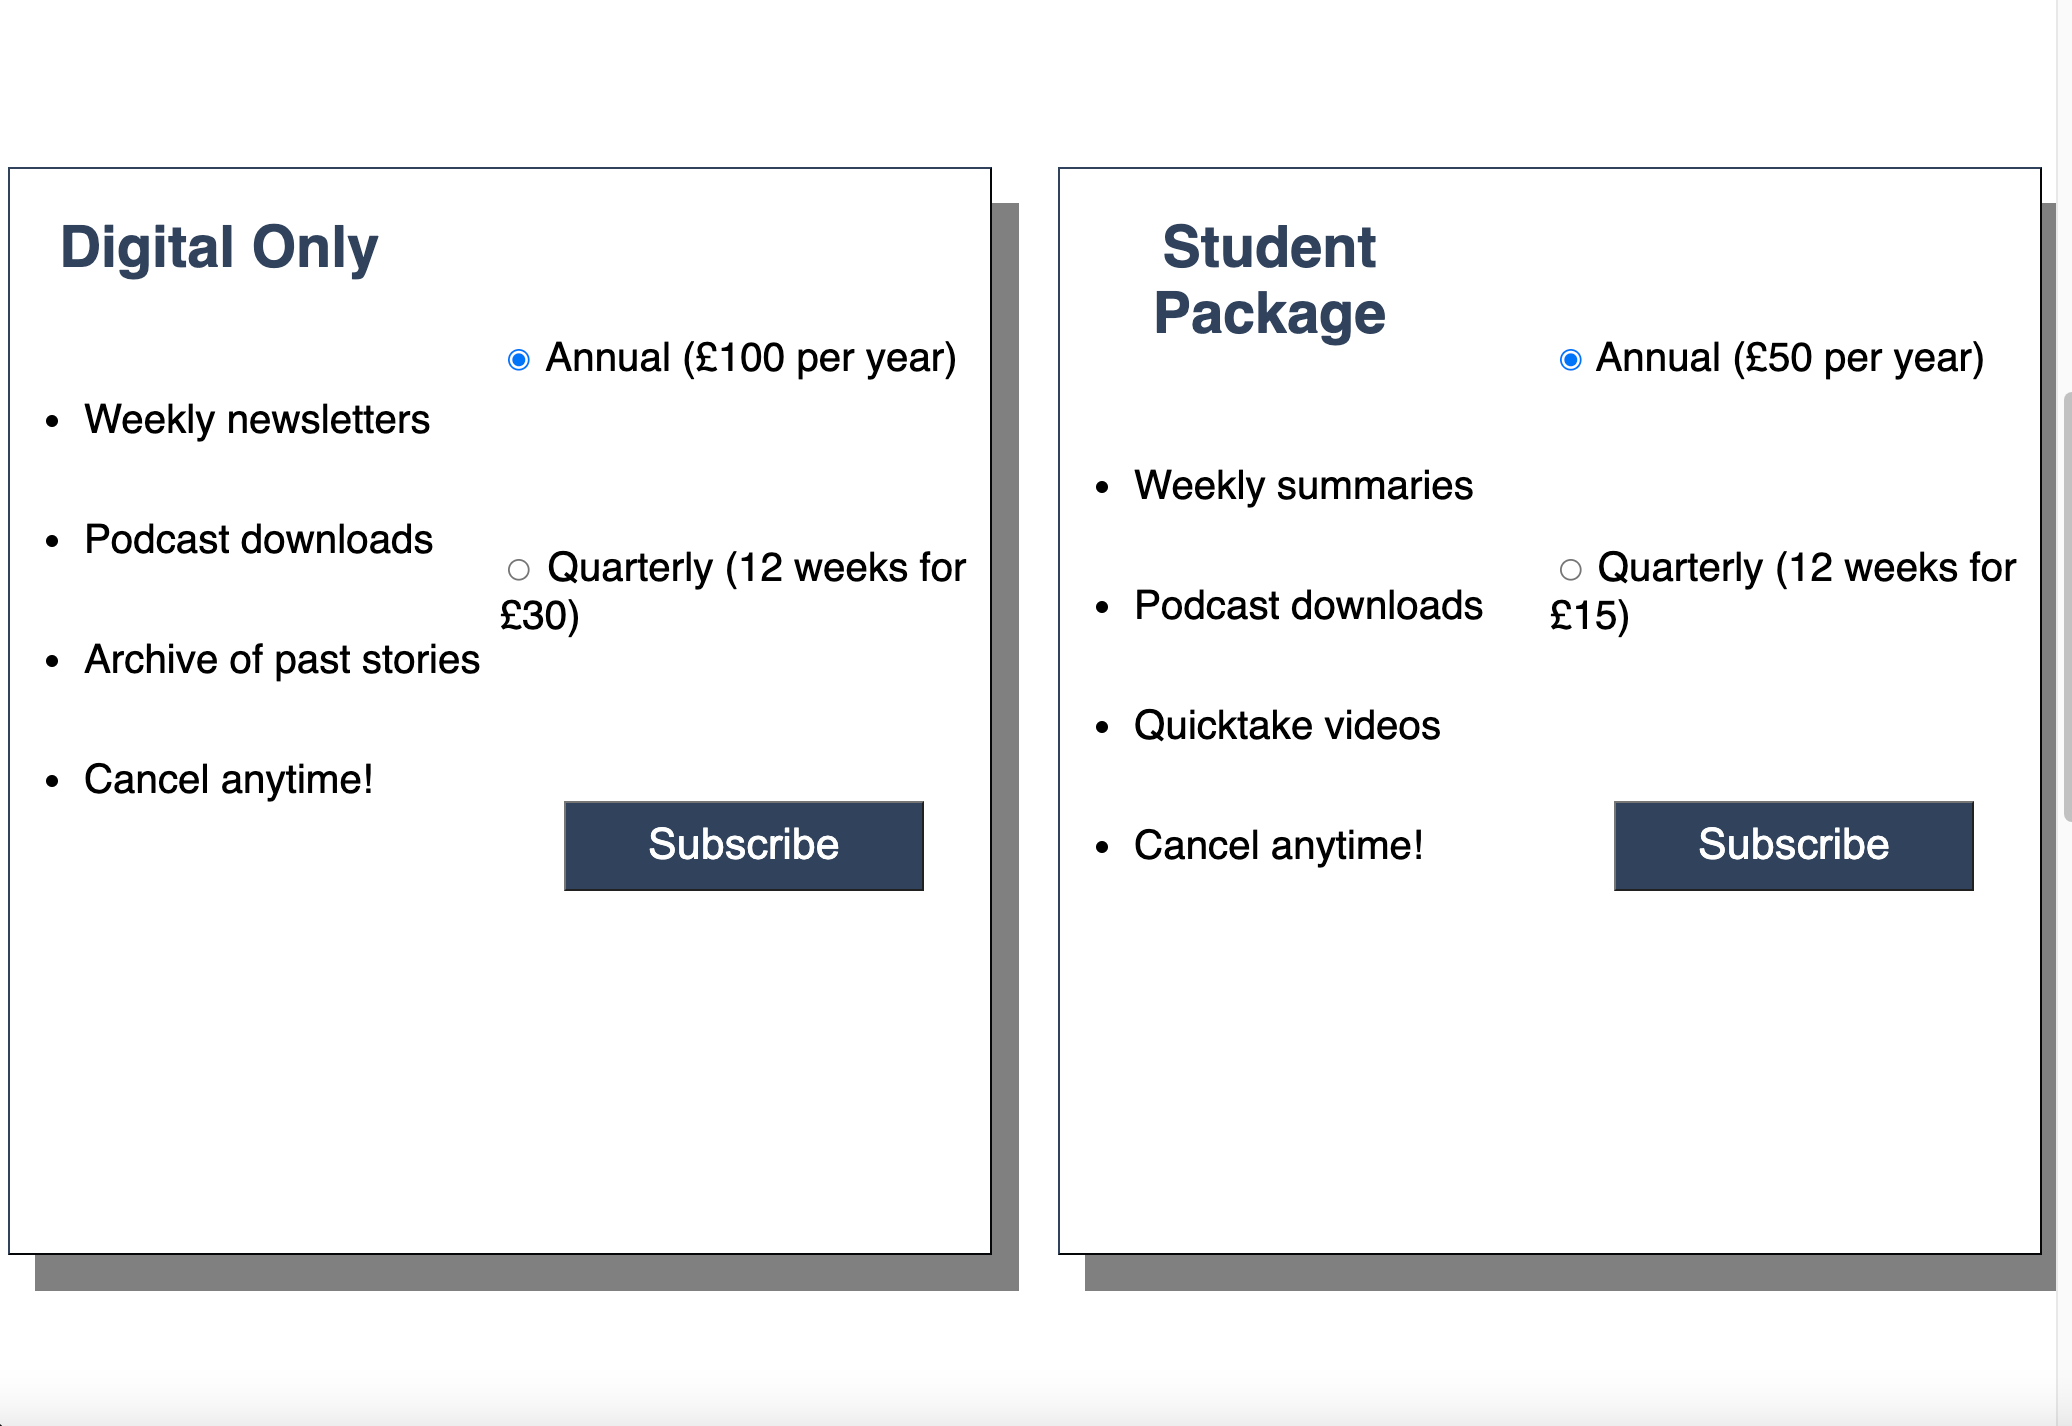 Digital Only
Annual (£100 per year)
• Weekly newsletters
• Podcast downloads
Quarterly (12 weeks for
£30)
• Archive of past stories
• Cancel anytime!
Subscribe
Student
Package
Annual (£50 per year)
• Weekly summaries
Quarterly (12 weeks for
£15)
• Podcast downloads
• Quicktake videos
• Cancel anytime!
Subscribe